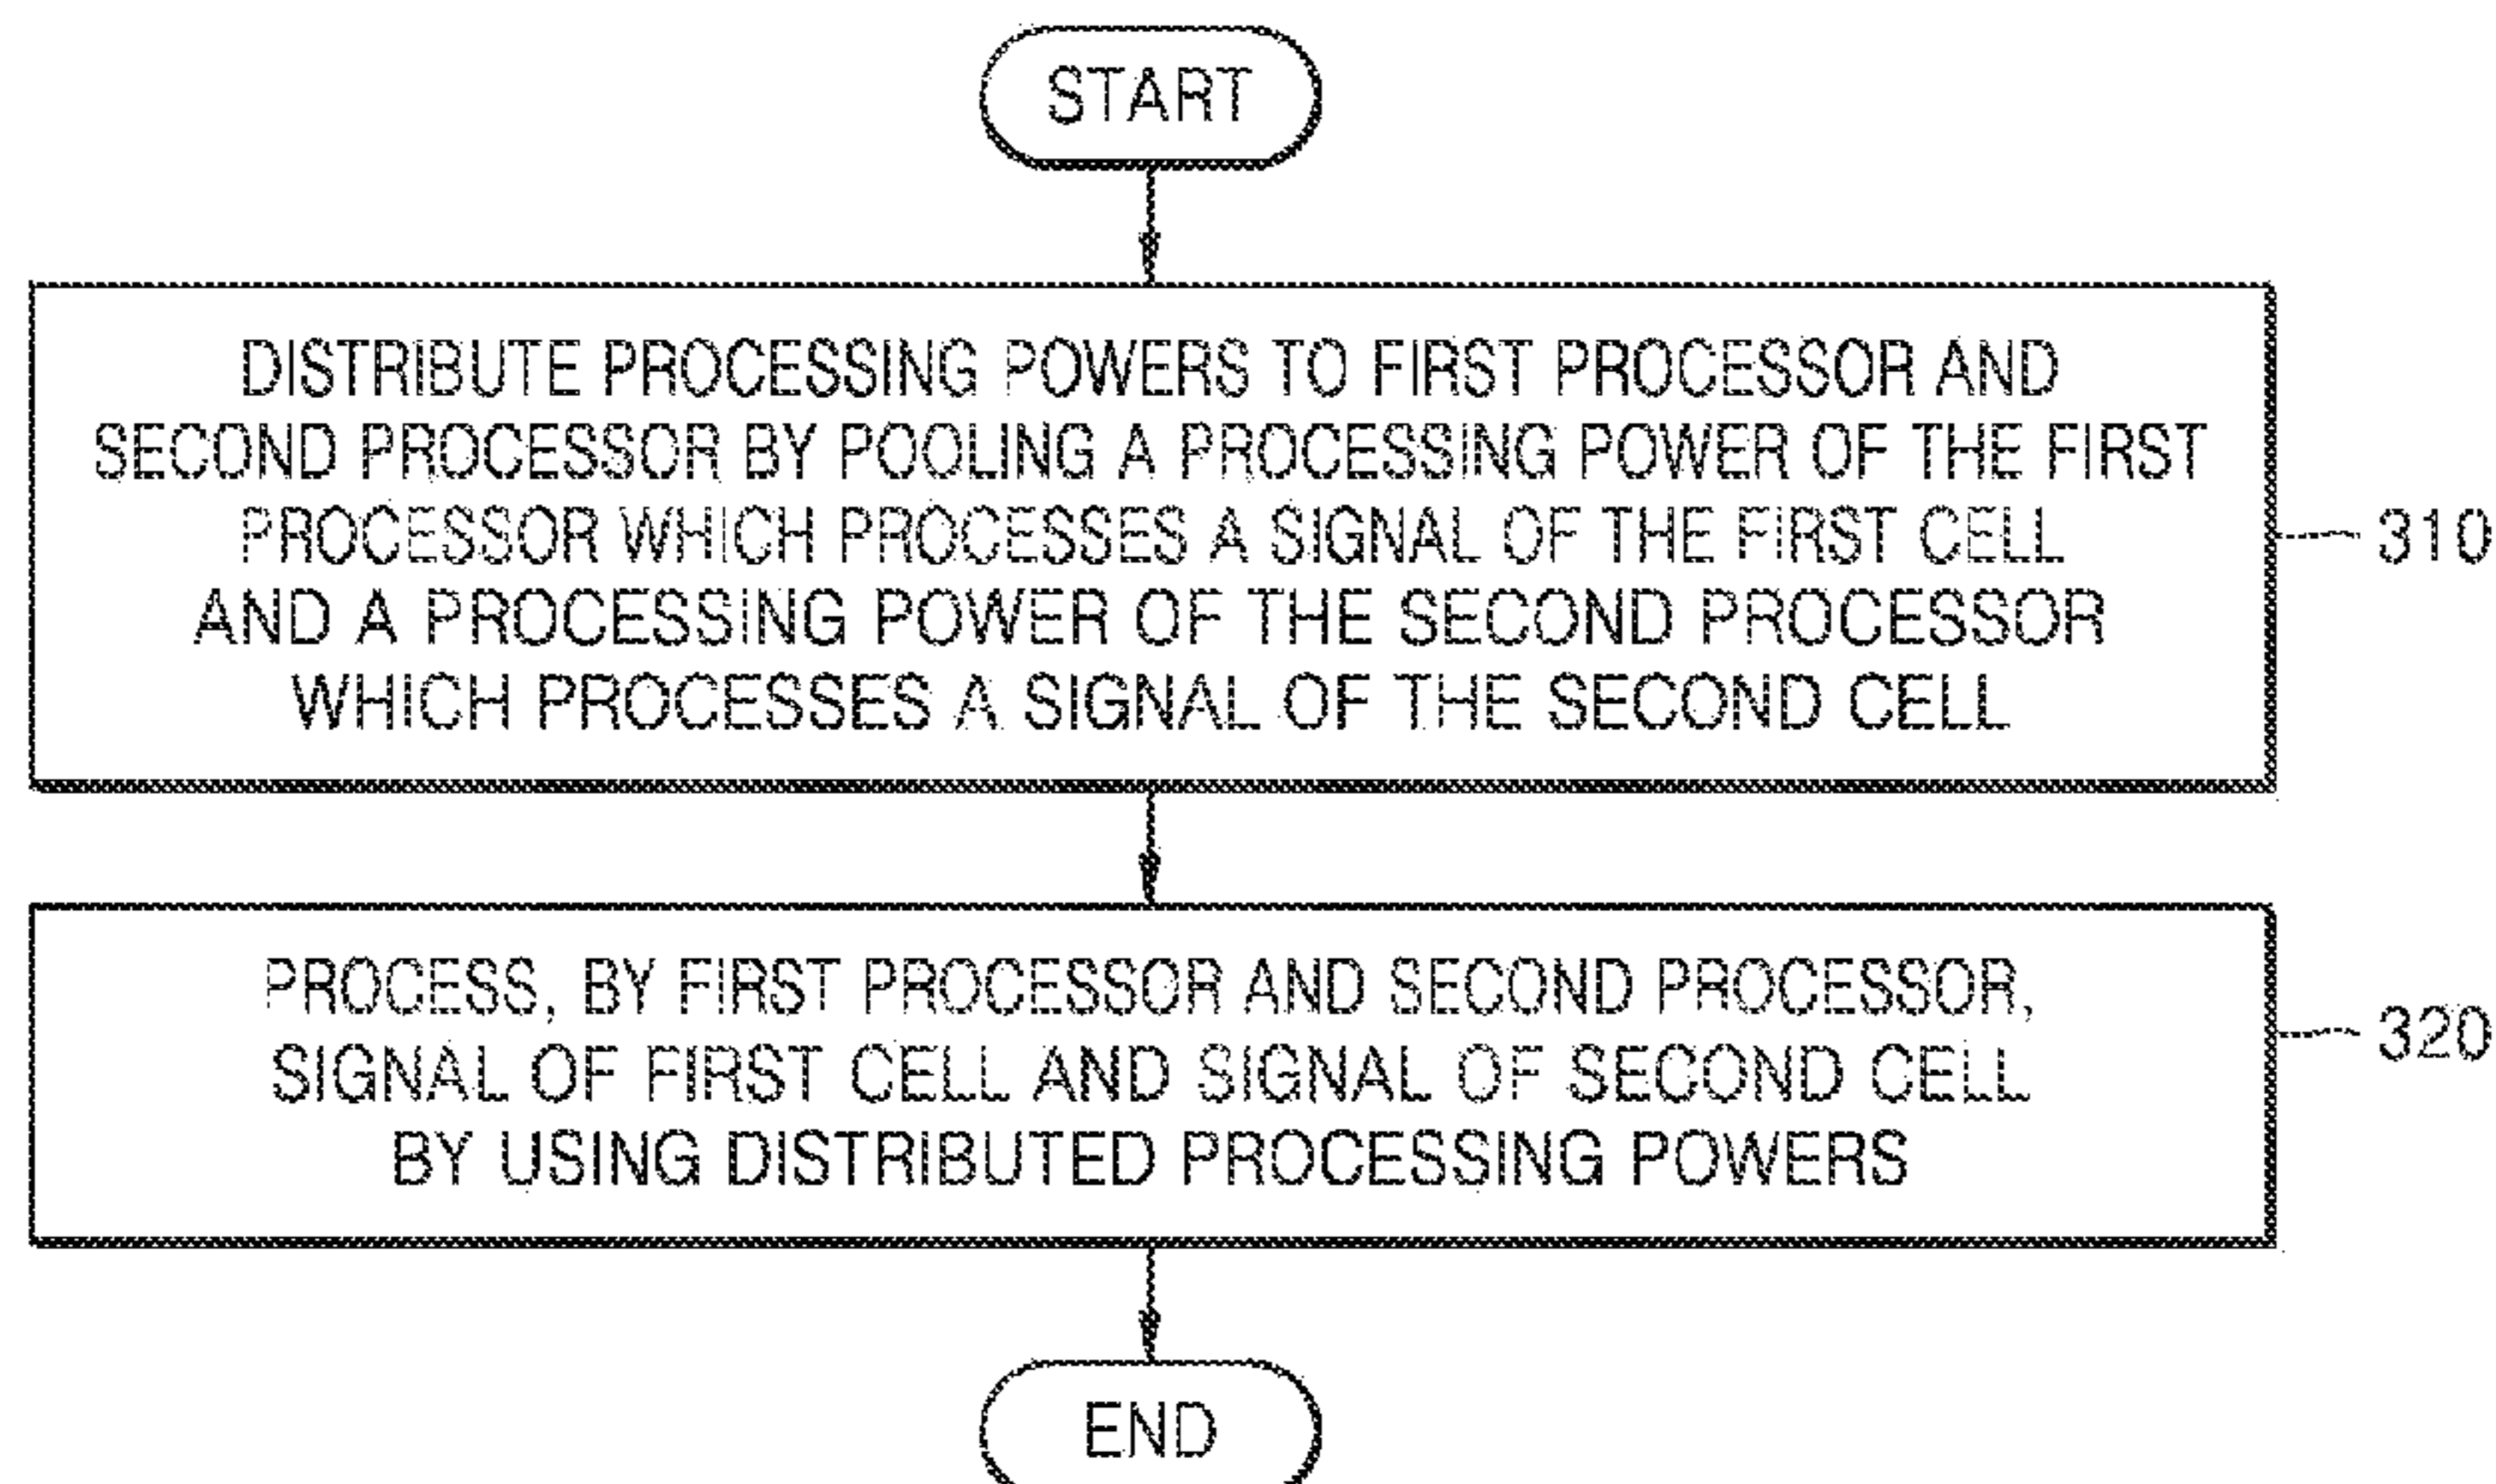 START
DISTRIBUTE PROCESSING POWERS TO FIRST PROCESSOR AND
SECOND PROCESSOR BY POOLING A PROCESSING POWER OF THE FIRST
PROCESSOR WHICH PROCESSES A SIGNAL OF THE FIRST CELL
AND A PROCESSING POWER OF THE SECOND PROCESSOR
WHICH PROCESSES A SIGNAL OF THE SECOND CELL
310
PROCESS, BY FIRST PROCESSOR AND SECOND PROCESSOR,
SIGNAL OF FIRST CELL AND SIGNAL OF SECOND CELL
BY USING DISTRIBUTED PROCESSING POWERS
320
END